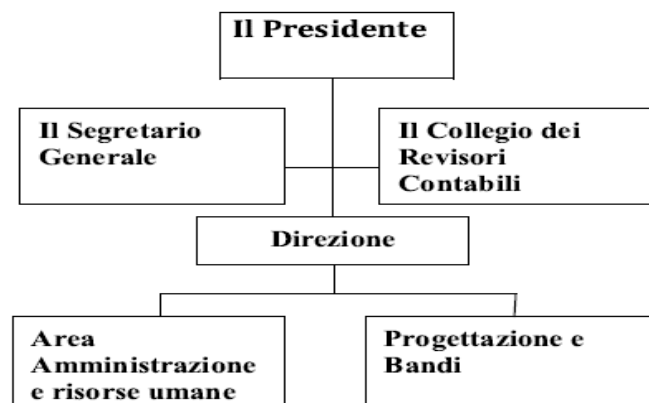 Il Presidente
Il Segretario
Generale
Il Collegio dei
Revisori
Contabili
Direzione
Area
Amministrazione
e risorse umane
Progettazione e
Bandi